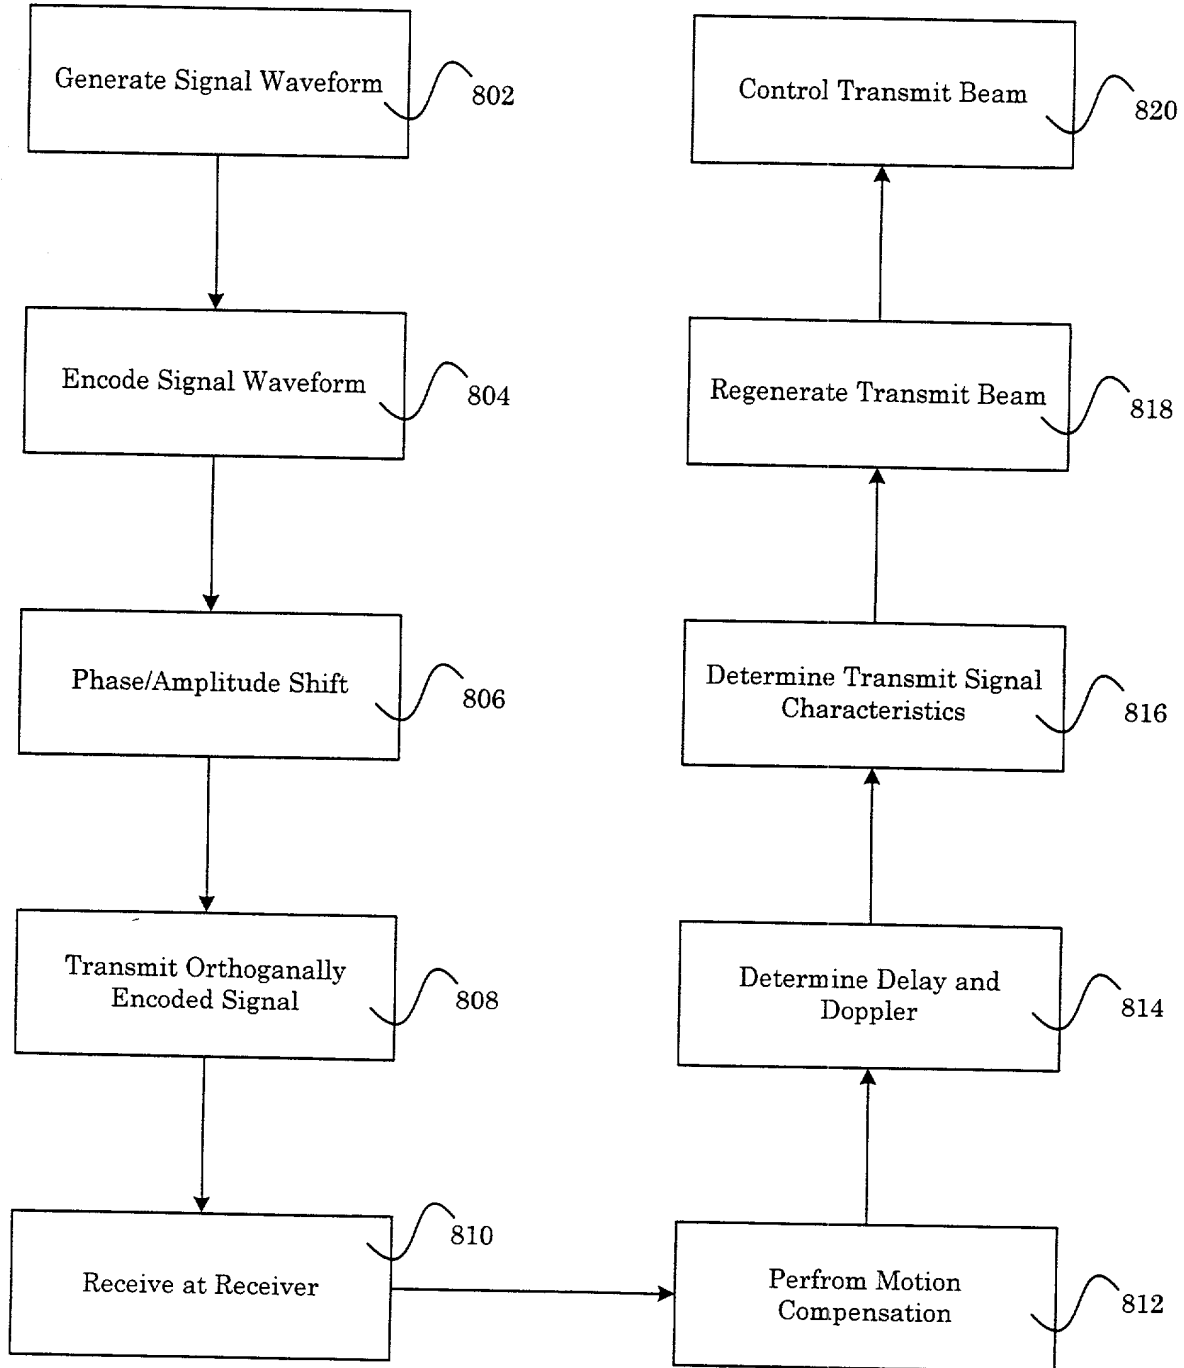 Generate Signal Waveform
802
Encode Signal Waveform
804
Phase/Amplitude Shift
806
Transmit Orthoganally
Encoded Signal
808
Receive at Receiver
810
Perfrom Motion
Compensation
812
Determine Delay and
Doppler
814
Determine Transmit Signal
Characteristics
816
Regenerate Transmit Beam
818
Control Transmit Beam
820